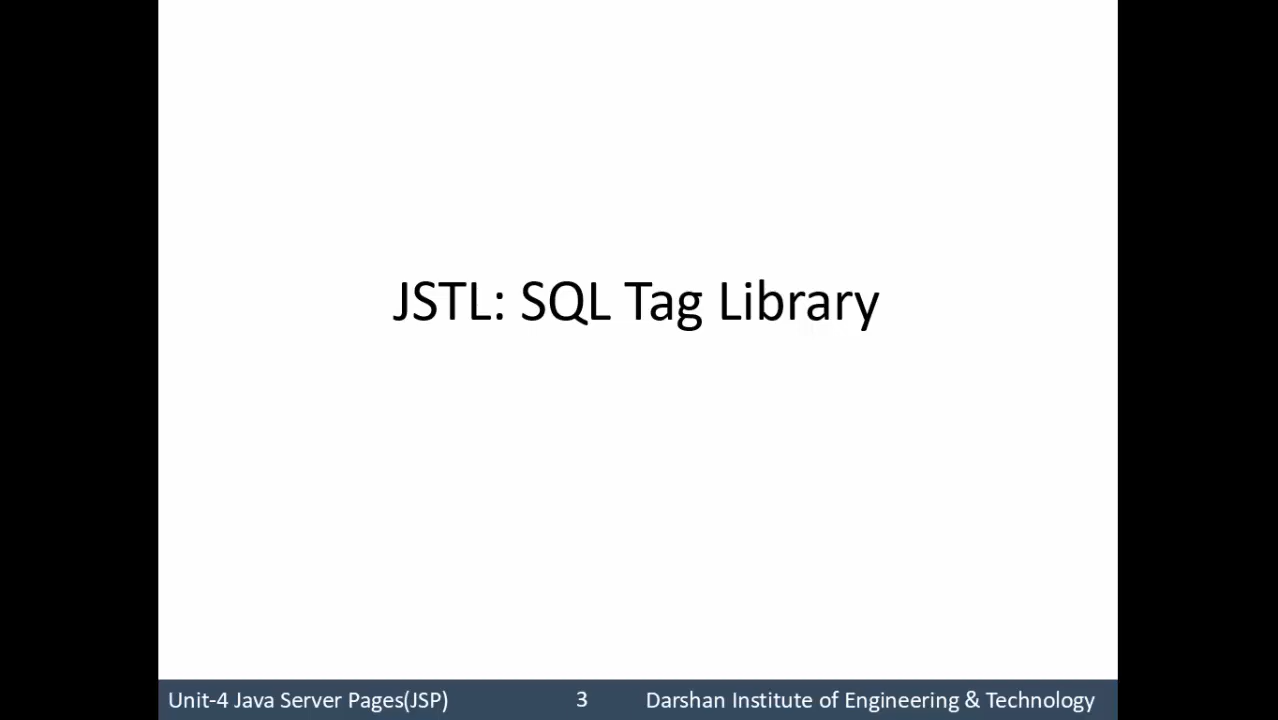 JSTL: SQL Tag Library
Unit-4 Java Server Pages(JSP) 3 Darshan Institute of Engineering & Technology